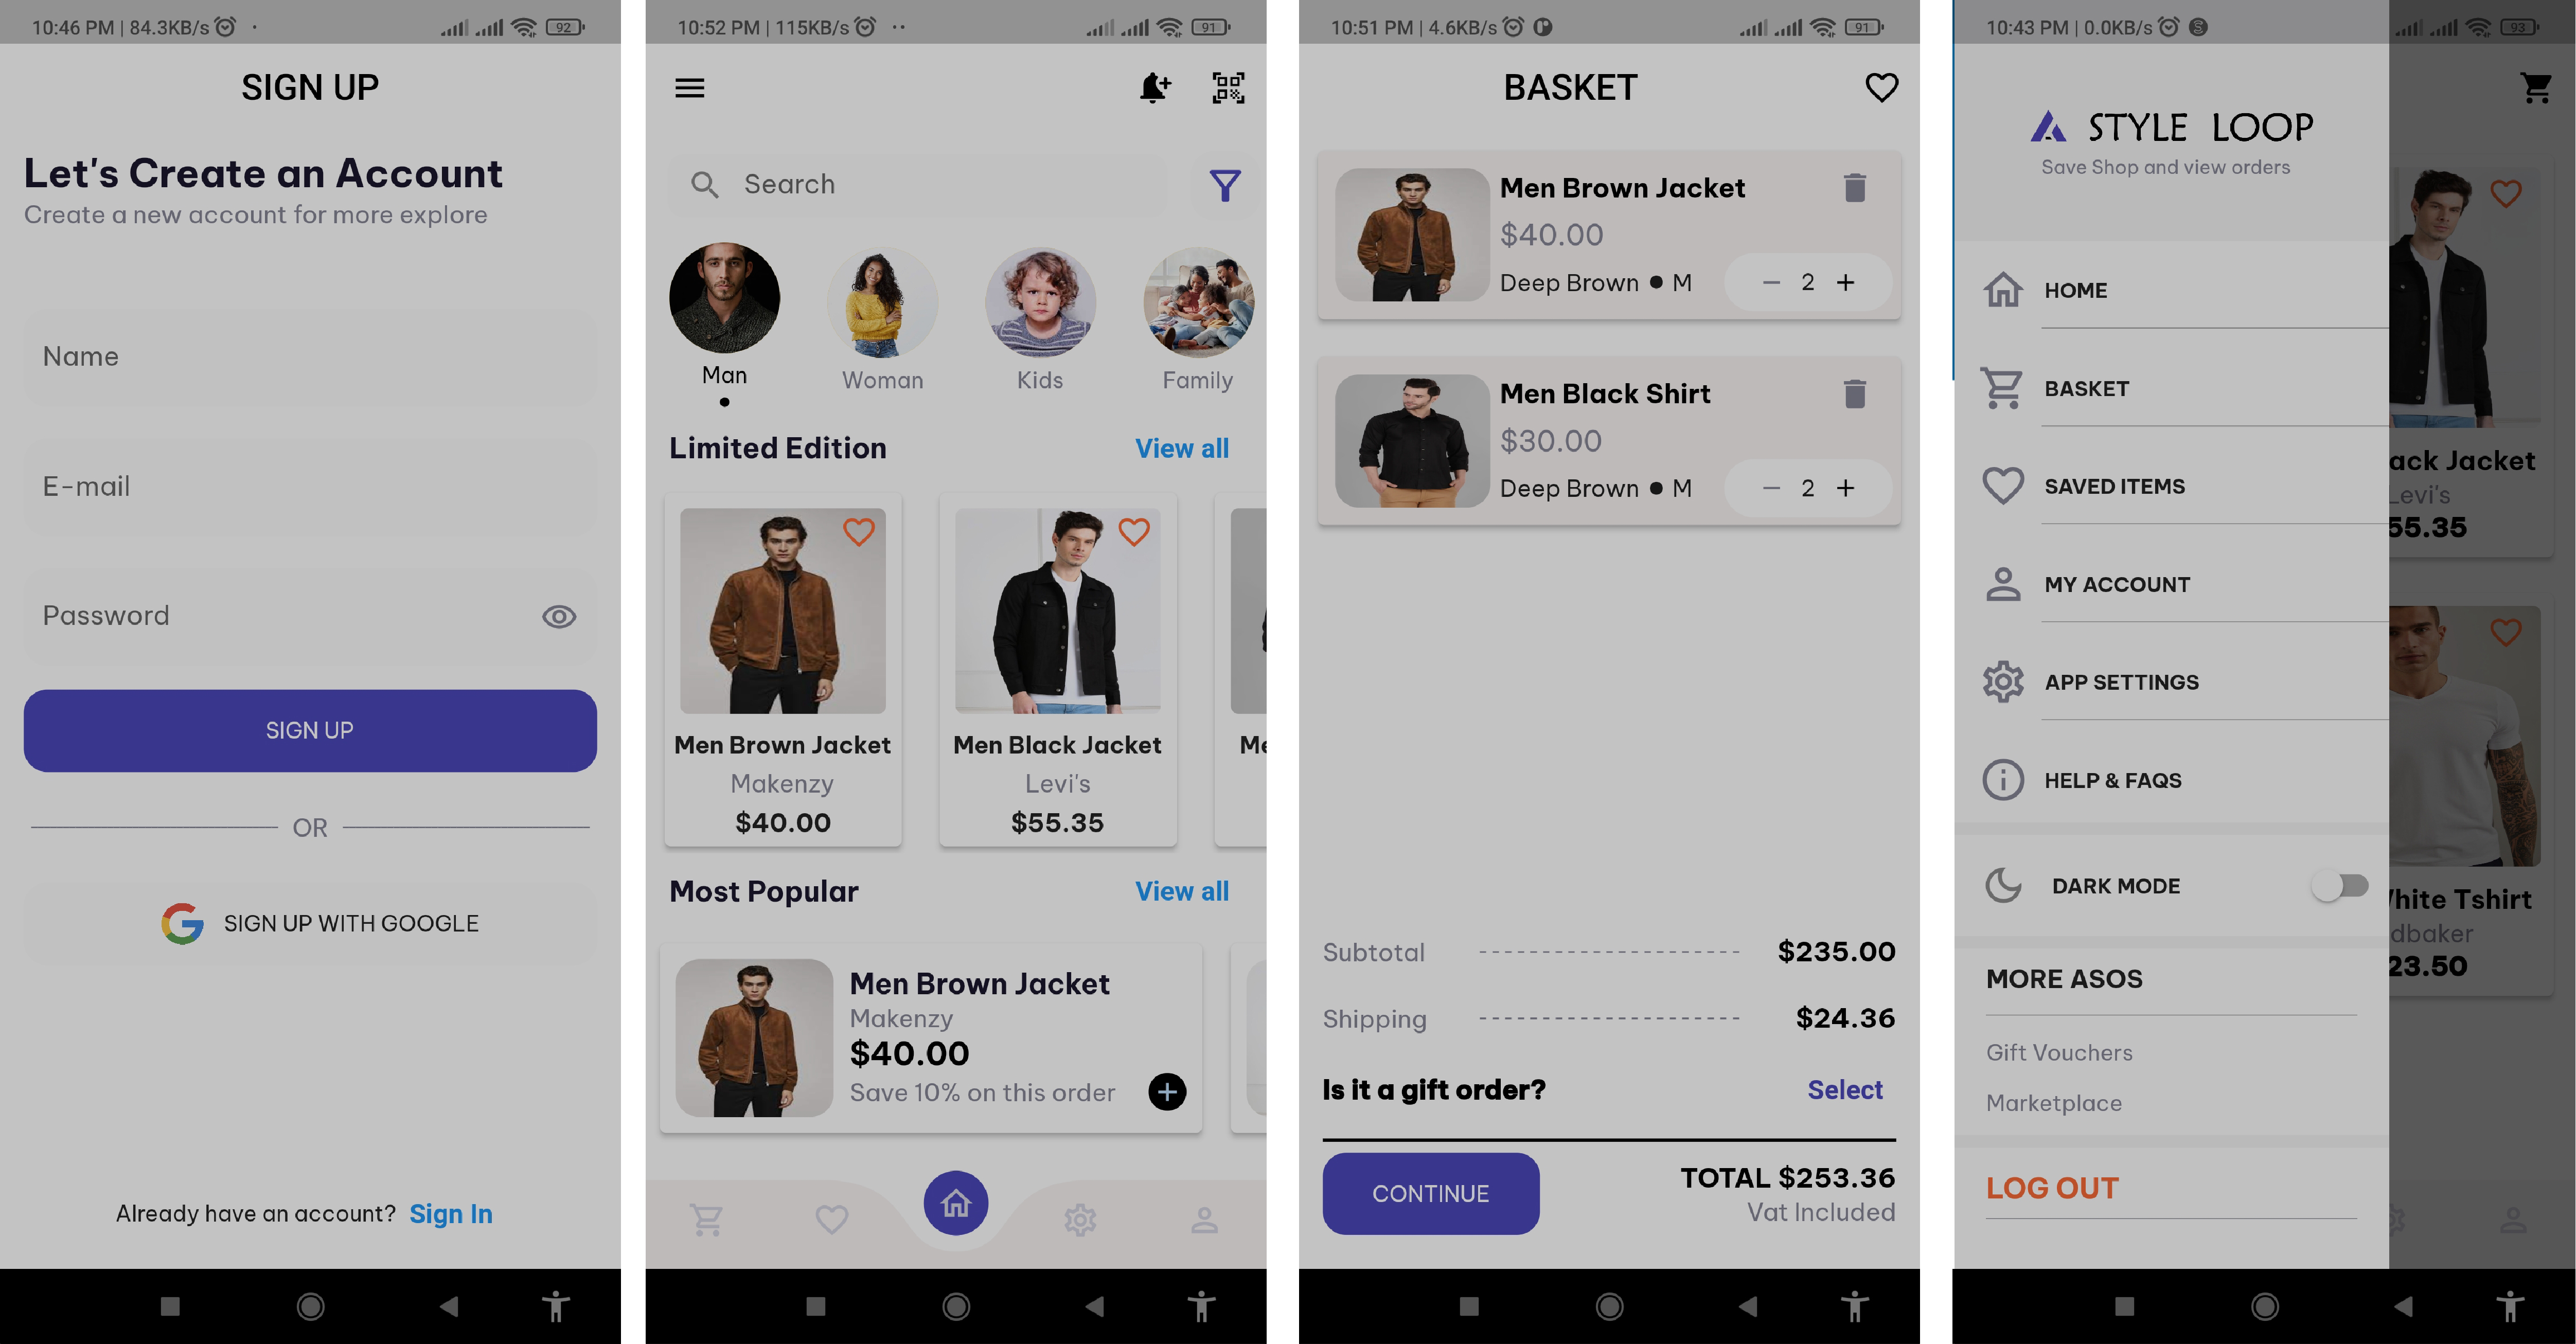 10:46 PM | 84.3KB/s
92
SIGN UP
Let's Create an Account
Create a new account for more explore
Name
E-mail
Password
SIGN UP
OR
SIGN UP WITH GOOGLE
Already have an account? Sign In
10:52 PM | 115KB/s
91
Search
Man
Woman
Kids
Family
Limited Edition
View all
Men Brown Jacket
Makenzy
$40.00
Men Black Jacket
Levi's
$55.35
Me
Most Popular
View all
Men Brown Jacket
Makenzy
$40.00
Save 10% on this order
10:51 PM | 4.6KB/s
91
BASKET
Men Brown Jacket
$40.00
Deep Brown ● M
− 2 +
Men Black Shirt
$30.00
Deep Brown ● M
− 2 +
Subtotal
$235.00
Shipping
$24.36
Is it a gift order?
Select
CONTINUE
TOTAL $253.36
Vat Included
10:43 PM | 0.0KB/s
93
STYLE LOOP
Save Shop and view orders
HOME
BASKET
SAVED ITEMS
MY ACCOUNT
APP SETTINGS
HELP & FAQS
DARK MODE
MORE ASOS
Gift Vouchers
Marketplace
LOG OUT
ack Jacket
Levi's
55.35
hite Tshirt
dbaker
23.50